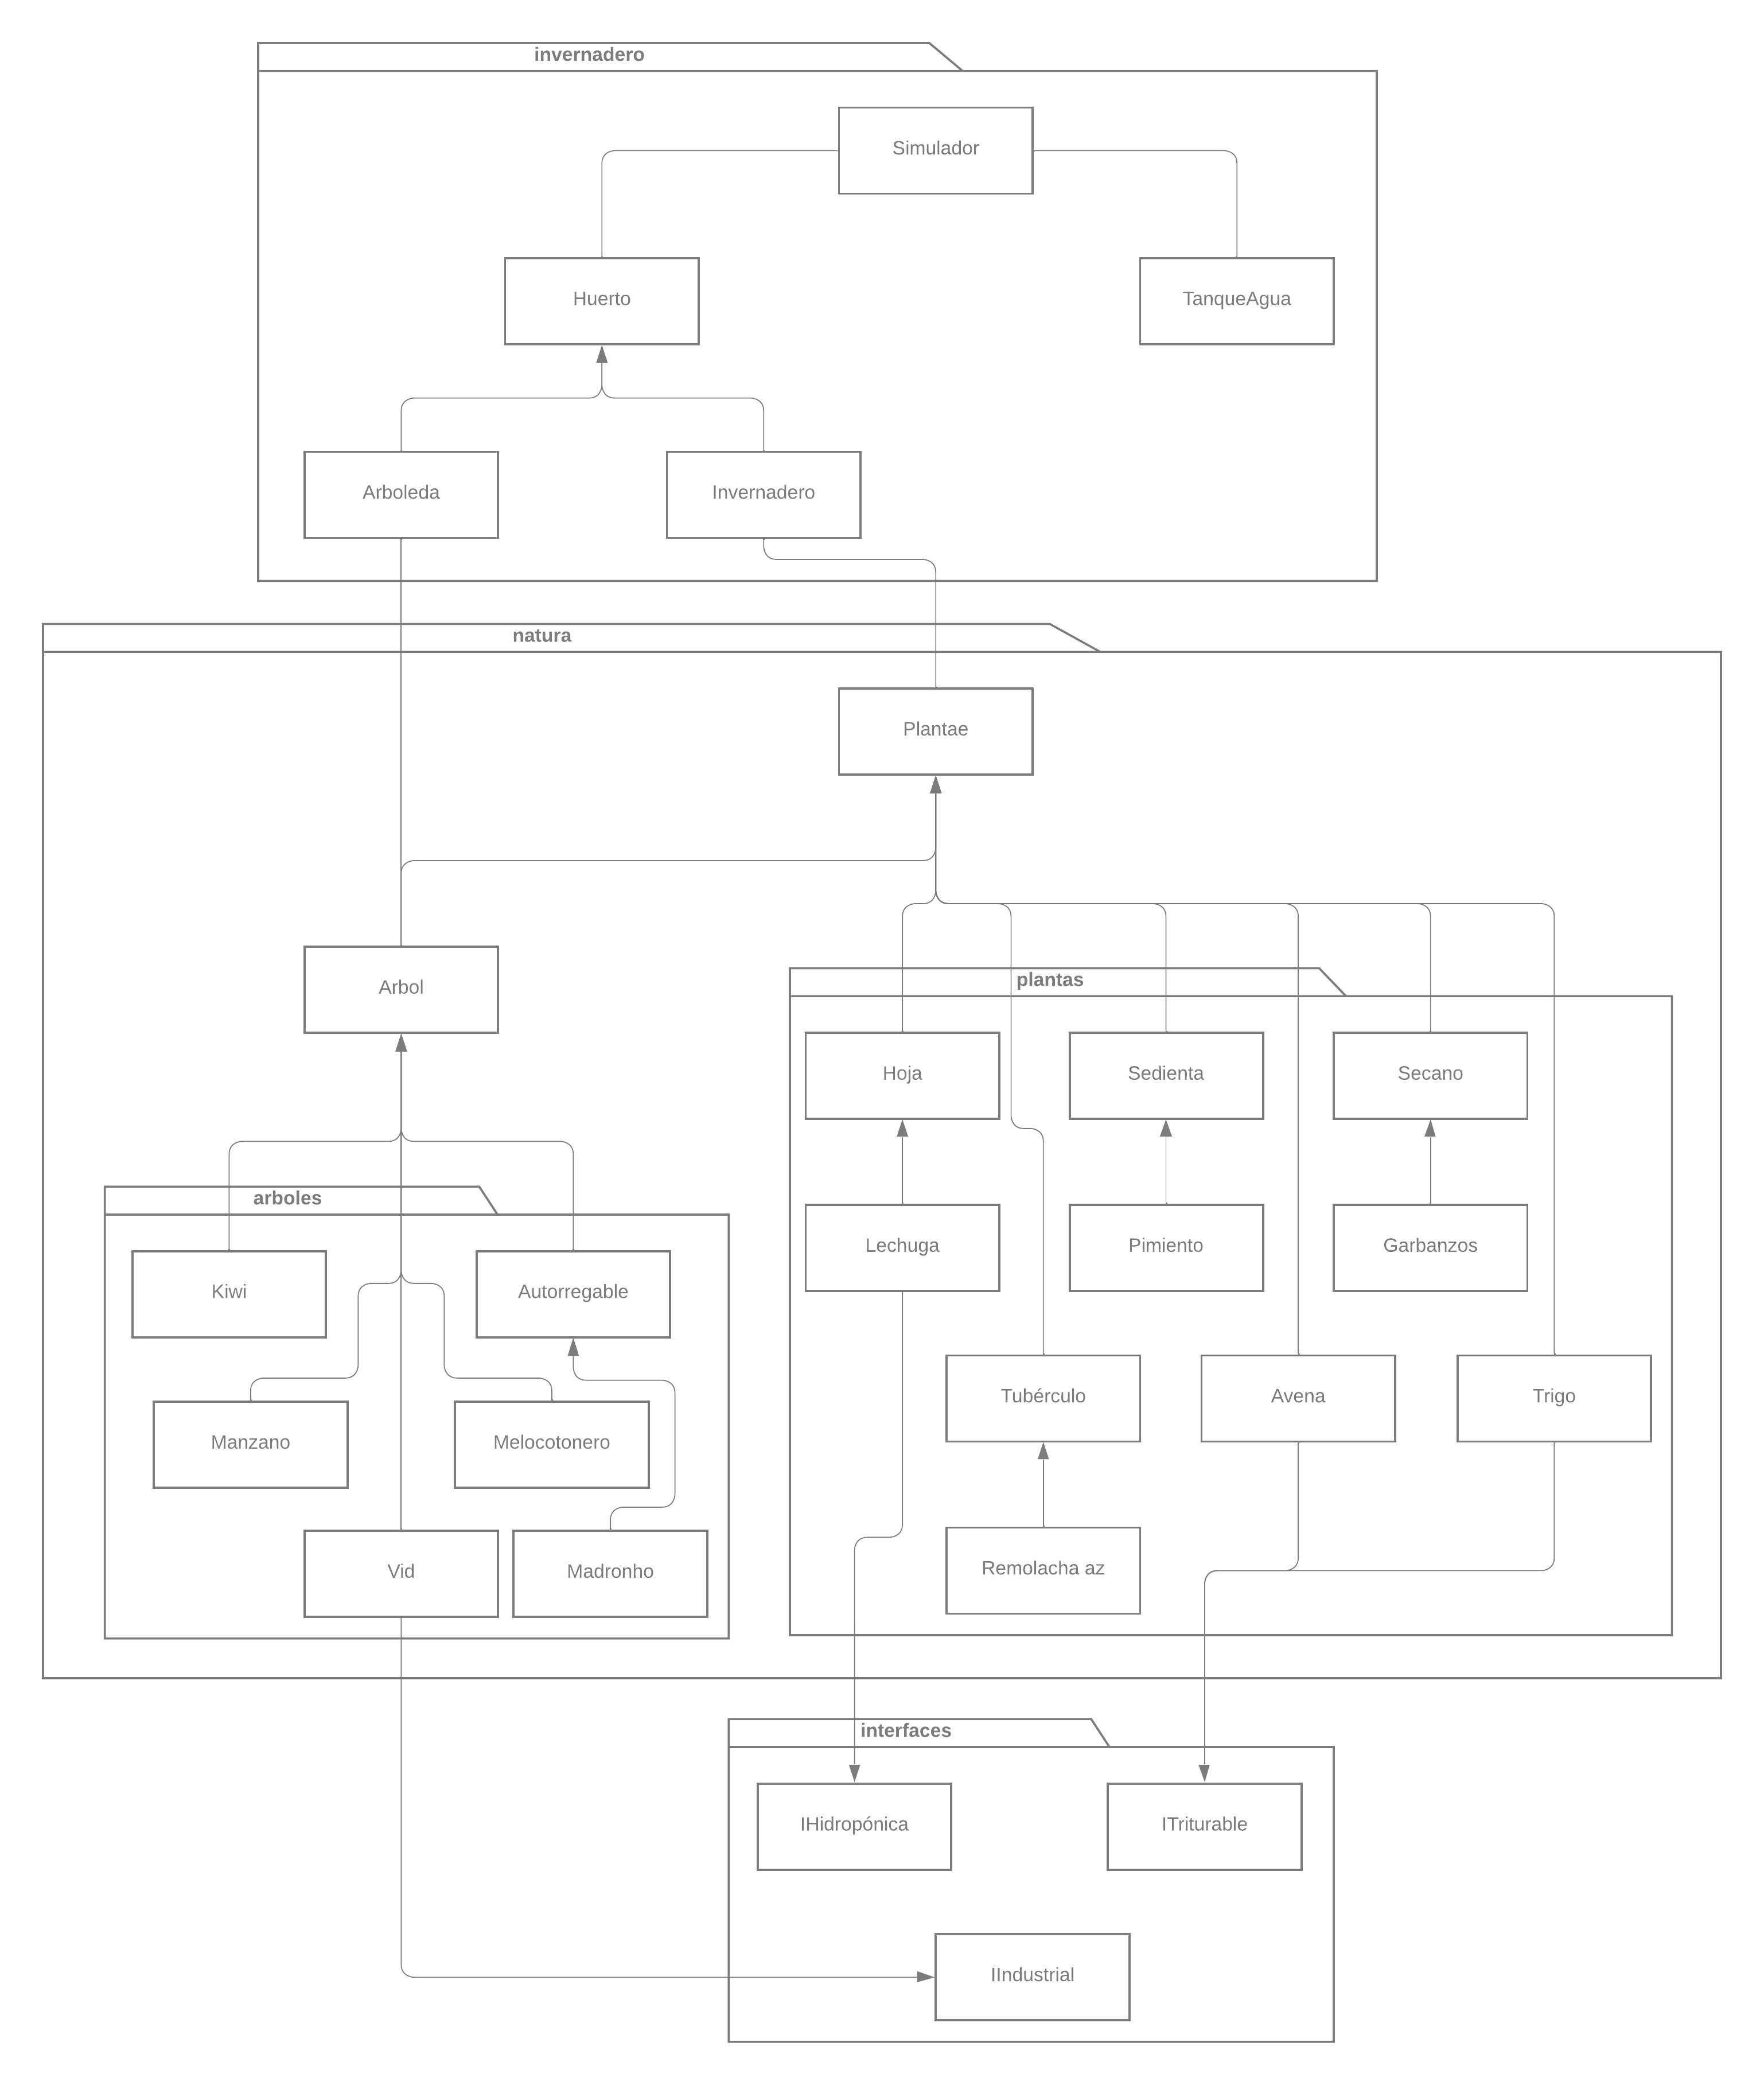 invernadero
Simulador
Huerto
TanqueAgua
Arboleda
Invernadero
natura
Plantae
Arbol
plantas
Hoja
Sedienta
Secano
arboles
Lechuga
Pimiento
Garbanzos
Kiwi
Autorregable
Tubérculo
Avena
Trigo
Manzano
Melocotonero
Vid
Madronho
Remolacha az
interfaces
IHidropónica
ITriturable
IIndustrial